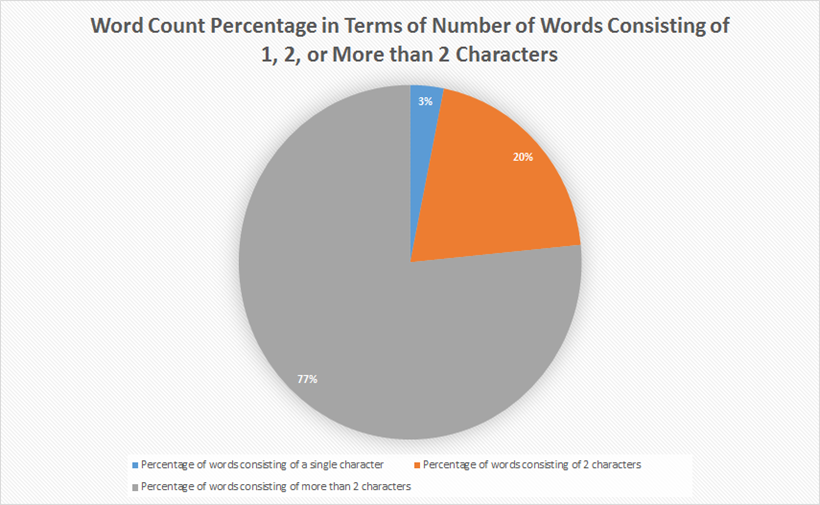 Word Count Percentage in Terms of Number of Words Consisting of
1, 2, or More than 2 Characters
3%
20%
77%
Percentage of words consisting of a single character
Percentage of words consisting of 2 characters
Percentage of words consisting of more than 2 characters